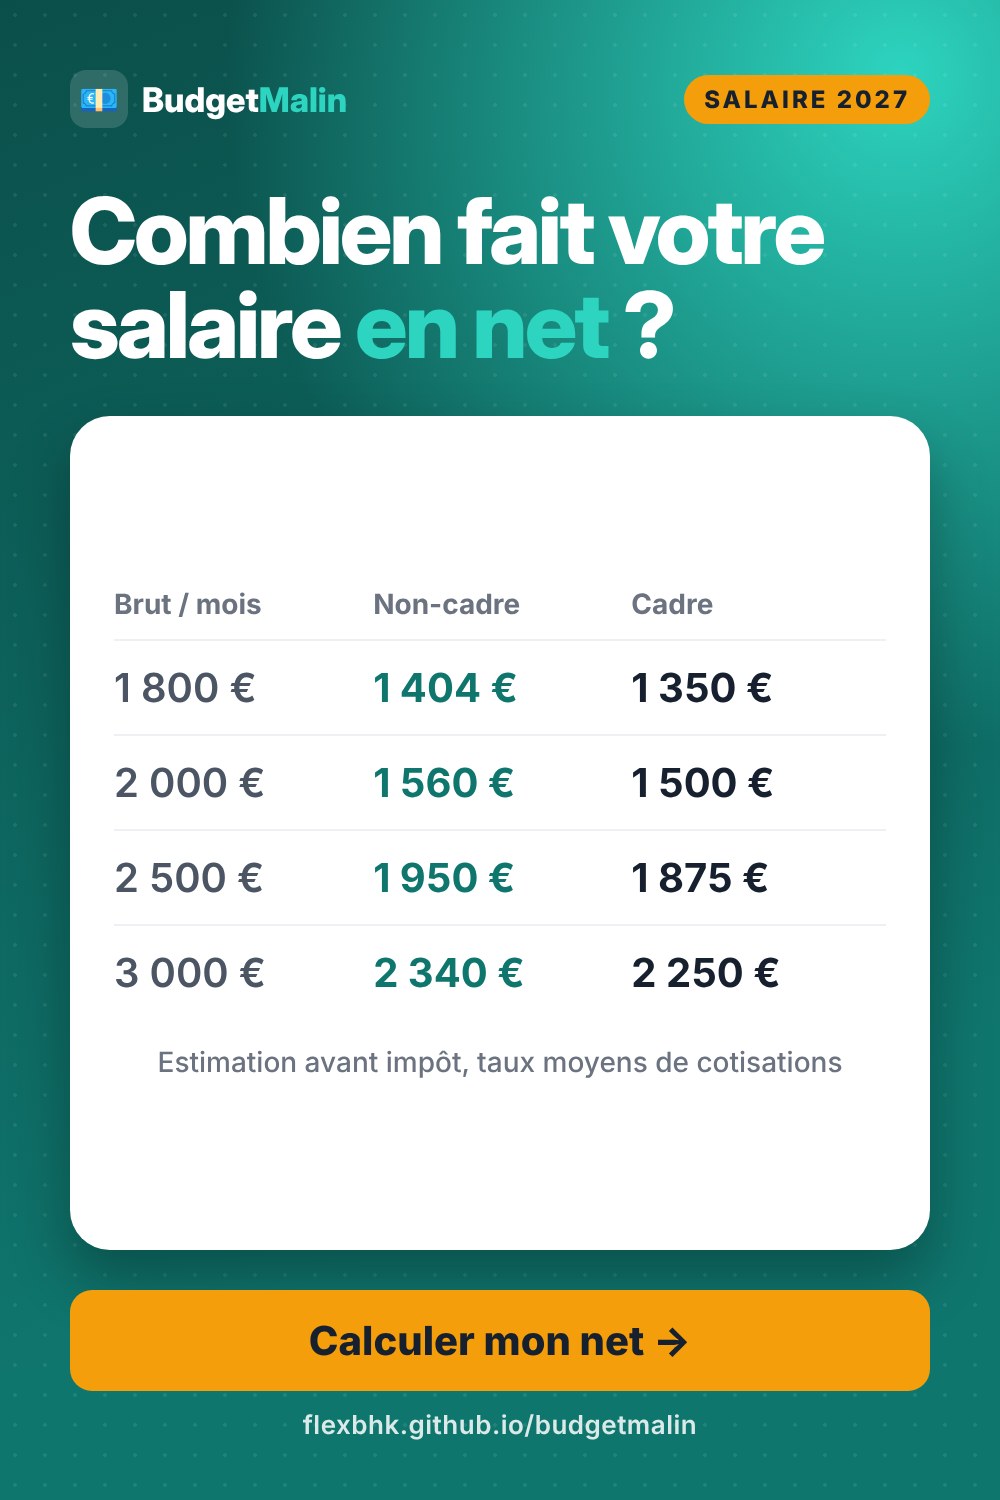 BudgetMalin
SALAIRE 2027
Combien fait votre
salaire en net ?
Brut / mois Non-cadre Cadre
1 800 € 1 404 € 1 350 €
2 000 € 1 560 € 1 500 €
2 500 € 1 950 € 1 875 €
3 000 € 2 340 € 2 250 €
Estimation avant impôt, taux moyens de cotisations
Calculer mon net →
flexbhk.github.io/budgetmalin